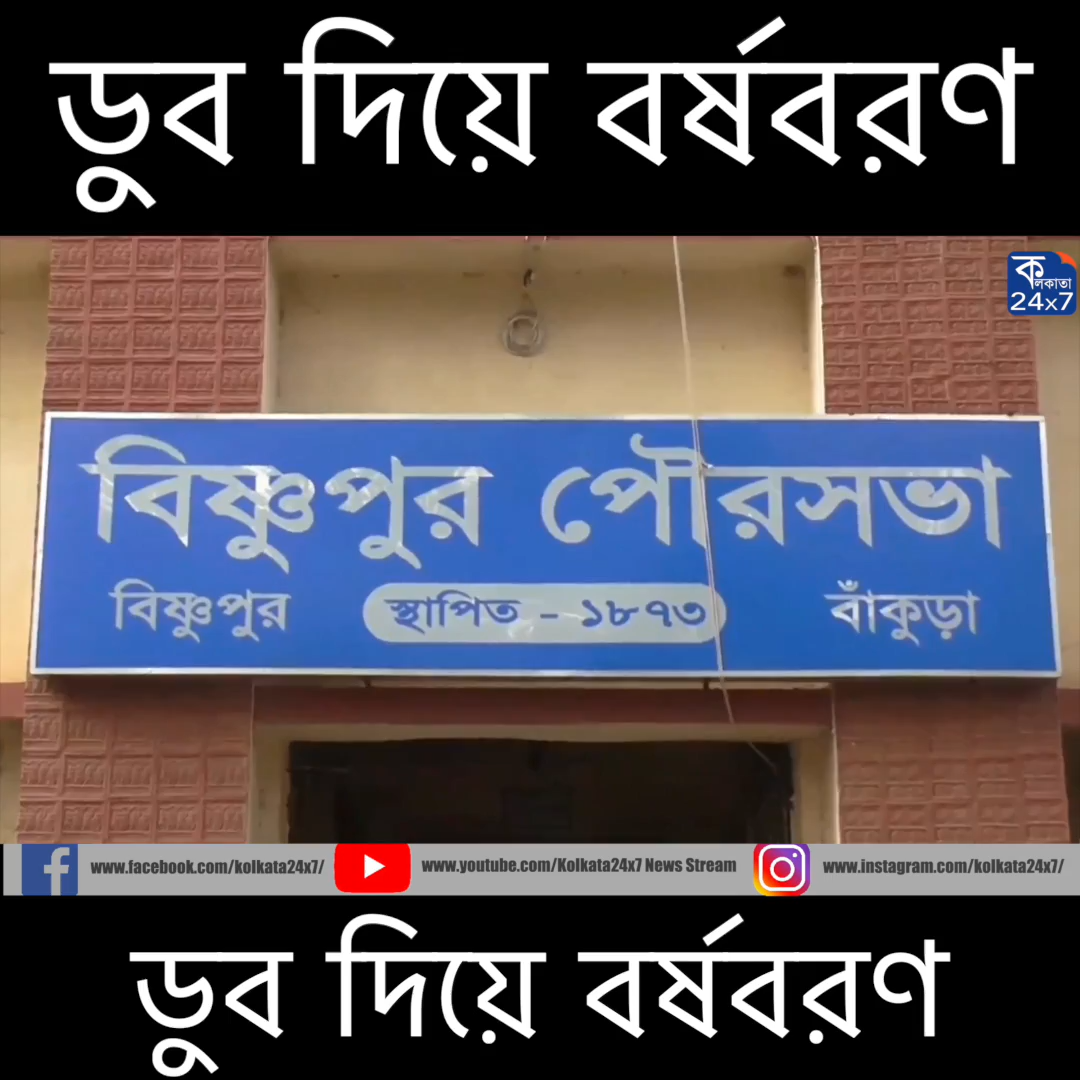 ডুব দিয়ে বর্ষবরণ
কলকাতা
24x7
বিষ্ণুপুর পৌরসভা
বিষ্ণুপুর স্থাপিত - ১৮৭৩ বাঁকুড়া
www.facebook.com/kolkata24x7/ www.youtube.com/Kolkata24x7 News Stream www.instagram.com/kolkata24x7/
ডুব দিয়ে বর্ষবরণ